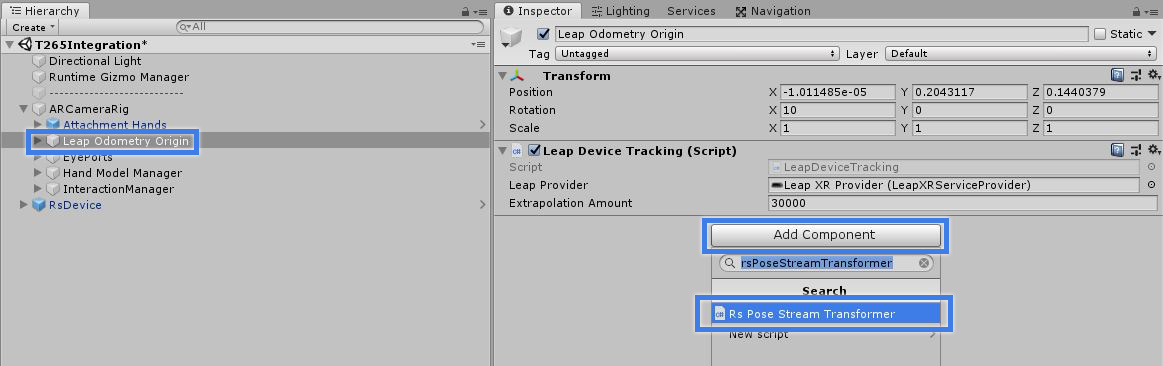 Hierarchy
Create
All
T265Integration*
Directional Light
Runtime Gizmo Manager
--------------------------
ARCameraRig
Attachment Hands
Leap Odometry Origin
EyePorts
Hand Model Manager
InteractionManager
RsDevice
Inspector Lighting Services Navigation
Leap Odometry Origin Static
Tag Untagged Layer Default
Transform
Position X -1.011485e-05 Y 0.2043117 Z 0.1440379
Rotation X 10 Y 0 Z 0
Scale X 1 Y 1 Z 1
Leap Device Tracking (Script)
Script LeapDeviceTracking
Leap Provider Leap XR Provider (LeapXRServiceProvider)
Extrapolation Amount 30000
Add Component
rsPoseStreamTransformer
Search
C# Rs Pose Stream Transformer
New script